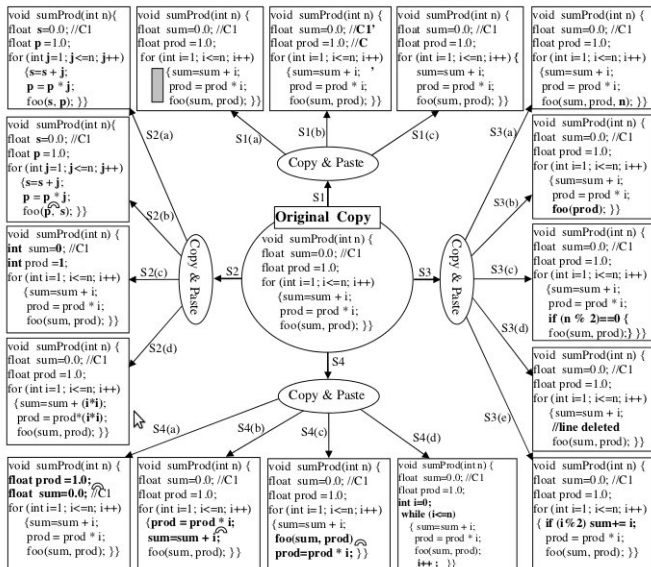 void sumProd(int n){
float s=0.0; //C1
float p =1.0;
for (int j=1; j<=n; j++)
{s=s + j;
p = p * j;
foo(s, p); }}
void sumProd(int n) {
float sum=0.0; //C1
float prod =1.0;
for (int i=1; i<=n; i++)
{sum=sum + i;
prod = prod * i;
foo(sum, prod); }}
void sumProd(int n) {
float sum=0.0; //C1'
float prod =1.0; //C
for (int i=1; i<=n; i++)
{sum=sum + i; '
prod = prod * i;
foo(sum, prod); }}
void sumProd(int n) {
float sum=0.0; //C1
float prod =1.0;
for (int i=1; i<=n; i++) {
sum=sum + i;
prod = prod * i;
foo(sum, prod); }}
void sumProd(int n) {
float sum=0.0; //C1
float prod =1.0;
for (int i=1; i<=n; i++)
{sum=sum + i;
prod = prod * i;
foo(sum, prod, n); }}
S1(a)
S1(b)
S1(c)
Copy & Paste
S1
void sumProd(int n){
float s=0.0; //C1
float p =1.0;
for (int j=1; j<=n; j++)
{s=s + j;
p = p * j;
foo(p, s); }}
void sumProd(int n) {
int sum=0; //C1
int prod =1;
for (int i=1; i<=n; i++)
{sum=sum + i;
prod = prod * i;
foo(sum, prod); }}
void sumProd(int n) {
float sum=0.0; //C1
float prod =1.0;
for (int i=1; i<=n; i++)
{sum=sum + (i*i);
prod = prod*(i*i);
foo(sum, prod); }}
S2(a)
S2(b)
S2(c)
S2(d)
Copy & Paste
S2
Original Copy
void sumProd(int n) {
float sum=0.0; //C1
float prod =1.0;
for (int i=1; i<=n; i++)
{sum=sum + i;
prod = prod * i;
foo(sum, prod); }}
S3
Copy & Paste
S3(a)
S3(b)
S3(c)
S3(d)
S3(e)
void sumProd(int n) {
float sum=0.0; //C1
float prod =1.0;
for (int i=1; i<=n; i++)
{sum=sum + i;
prod = prod * i;
foo(prod); }}
void sumProd(int n) {
float sum=0.0; //C1
float prod =1.0;
for (int i=1; i<=n; i++)
{sum=sum + i;
prod = prod * i;
if (n % 2)==0 {
foo(sum, prod);} }}
void sumProd(int n) {
float sum=0.0; //C1
float prod =1.0;
for (int i=1; i<=n; i++)
{sum=sum + i;
//line deleted
foo(sum, prod); }}
S4
Copy & Paste
S4(a)
S4(b)
S4(c)
S4(d)
void sumProd(int n) {
float prod =1.0;
float sum=0.0; //C1
for (int i=1; i<=n; i++)
{sum=sum + i;
prod = prod * i;
foo(sum, prod); }}
void sumProd(int n) {
float sum=0.0; //C1
float prod =1.0;
for (int i=1; i<=n; i++)
{prod = prod * i;
sum=sum + i;
foo(sum, prod); }}
void sumProd(int n) {
float sum=0.0; //C1
float prod =1.0;
for (int i=1; i<=n; i++)
{sum=sum + i;
foo(sum, prod)
prod=prod * i; }}
void sumProd(int n) {
float sum=0.0; //C1
float prod =1.0;
int i=0;
while (i<=n)
{ sum=sum + i;
prod = prod * i;
foo(sum, prod);
i++ ; }}
void sumProd(int n) {
float sum=0.0; //C1
float prod =1.0;
for (int i=1; i<=n; i++)
{ if (i%2) sum+= i;
prod = prod * i;
foo(sum, prod); }}